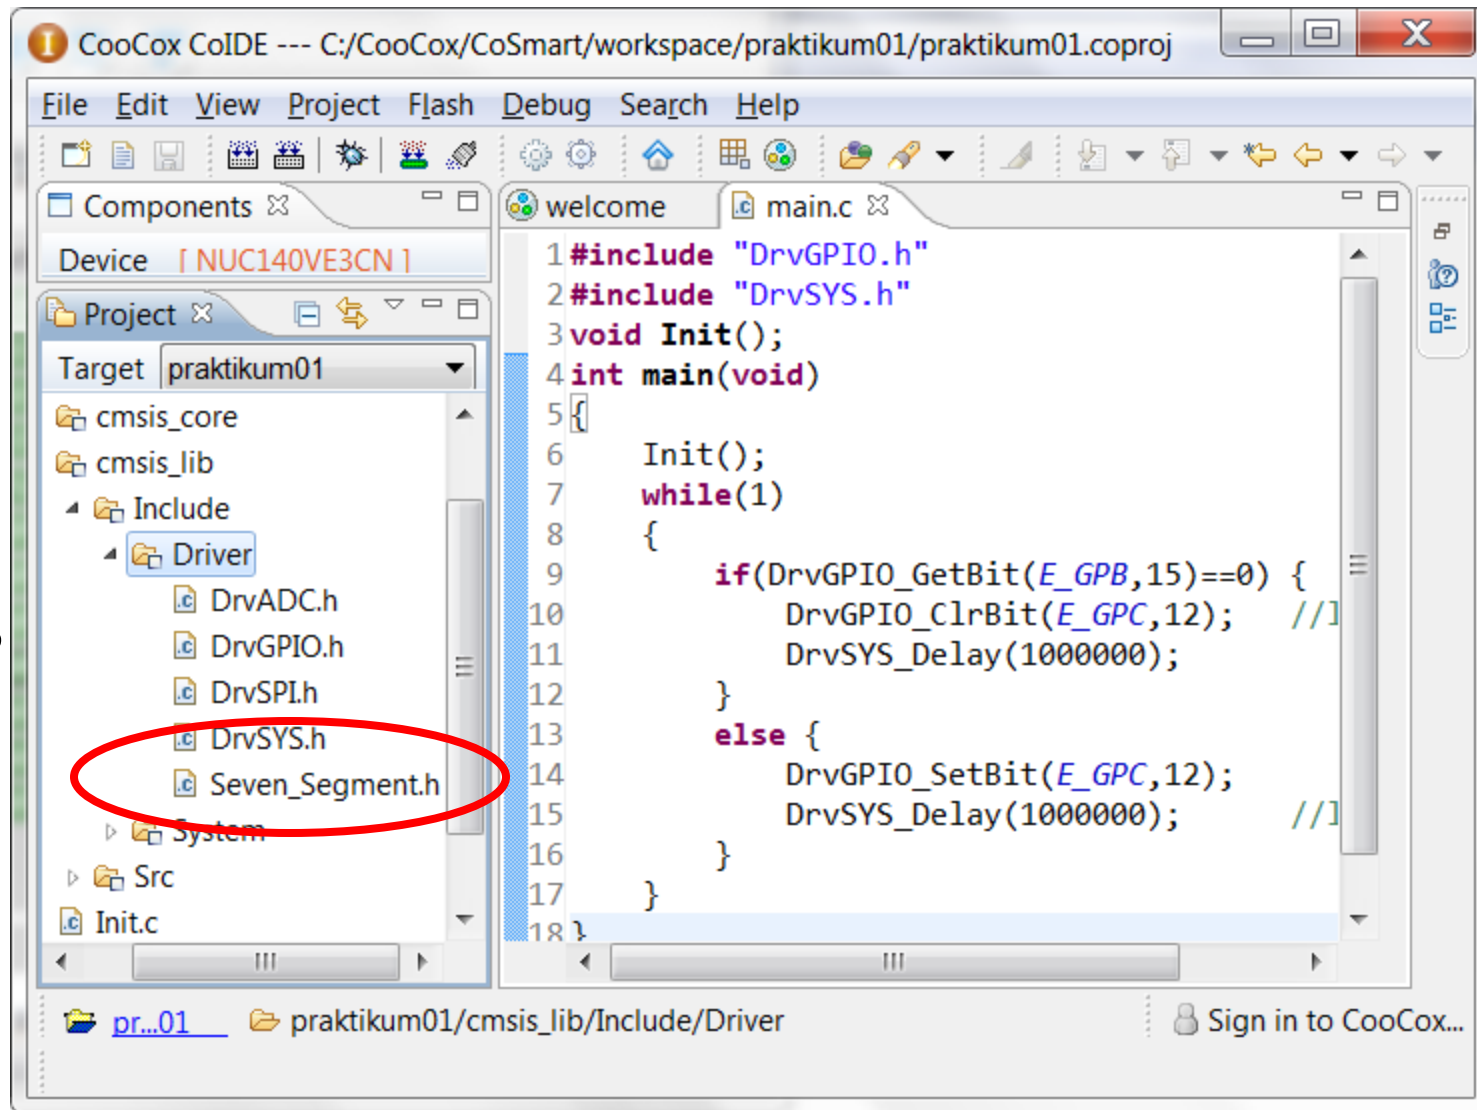 CooCox CoIDE --- C:/CooCox/CoSmart/workspace/praktikum01/praktikum01.coproj
File Edit View Project Flash Debug Search Help
Components
Device [ NUC140VE3CN ]
Project
Target praktikum01
cmsis_core
cmsis_lib
Include
Driver
DrvADC.h
DrvGPIO.h
DrvSPI.h
DrvSYS.h
Seven_Segment.h
System
Src
Init.c
welcome main.c
1 #include "DrvGPIO.h"
2 #include "DrvSYS.h"
3 void Init();
4 int main(void)
5 {
6 Init();
7 while(1)
8 {
9 if(DrvGPIO_GetBit(E_GPB,15)==0) {
10 DrvGPIO_ClrBit(E_GPC,12); //
11 DrvSYS_Delay(1000000);
12 }
13 else {
14 DrvGPIO_SetBit(E_GPC,12);
15 DrvSYS_Delay(1000000); //
16 }
17 }
18 }
pr...01 praktikum01/cmsis_lib/Include/Driver Sign in to CooCox...